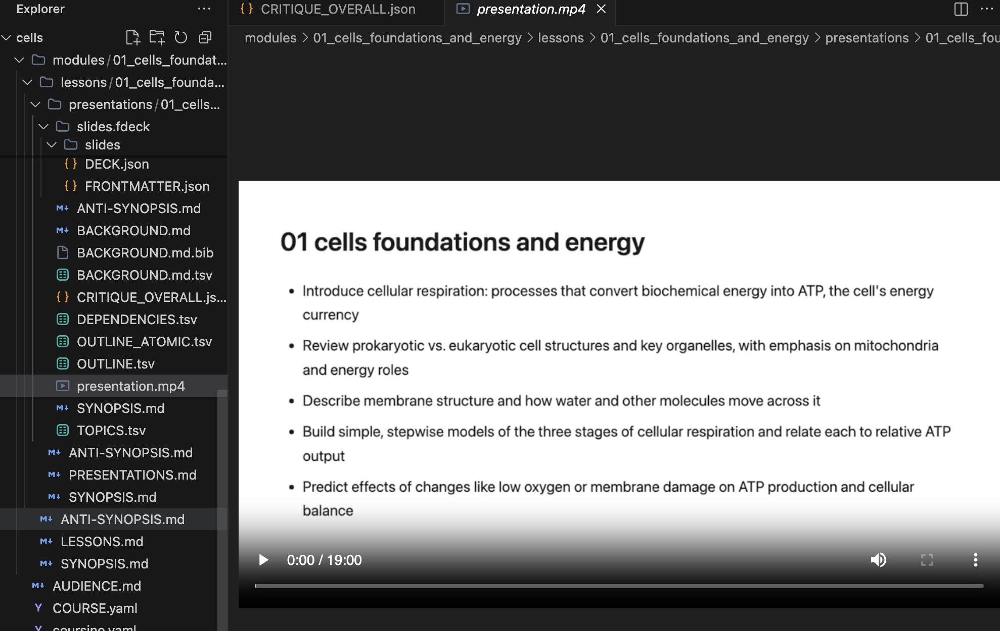 Explorer
cells
modules/01_cells_foundat...
lessons/01_cells_founda...
presentations/01_cells...
slides.fdeck
slides
{} DECK.json
{} FRONTMATTER.json
M ANTI-SYNOPSIS.md
M BACKGROUND.md
BACKGROUND.md.bib
BACKGROUND.md.tsv
{} CRITIQUE_OVERALL.js...
DEPENDENCIES.tsv
OUTLINE_ATOMIC.tsv
OUTLINE.tsv
presentation.mp4
M SYNOPSIS.md
TOPICS.tsv
M ANTI-SYNOPSIS.md
M PRESENTATIONS.md
M SYNOPSIS.md
M ANTI-SYNOPSIS.md
M LESSONS.md
M SYNOPSIS.md
M AUDIENCE.md
Y COURSE.yaml
Y coursing.yaml
{} CRITIQUE_OVERALL.json
presentation.mp4
modules > 01_cells_foundations_and_energy > lessons > 01_cells_foundations_and_energy > presentations > 01_cells_fou
01 cells foundations and energy
• Introduce cellular respiration: processes that convert biochemical energy into ATP, the cell's energy
currency
• Review prokaryotic vs. eukaryotic cell structures and key organelles, with emphasis on mitochondria
and energy roles
• Describe membrane structure and how water and other molecules move across it
• Build simple, stepwise models of the three stages of cellular respiration and relate each to relative ATP
output
• Predict effects of changes like low oxygen or membrane damage on ATP production and cellular
balance
0:00 / 19:00